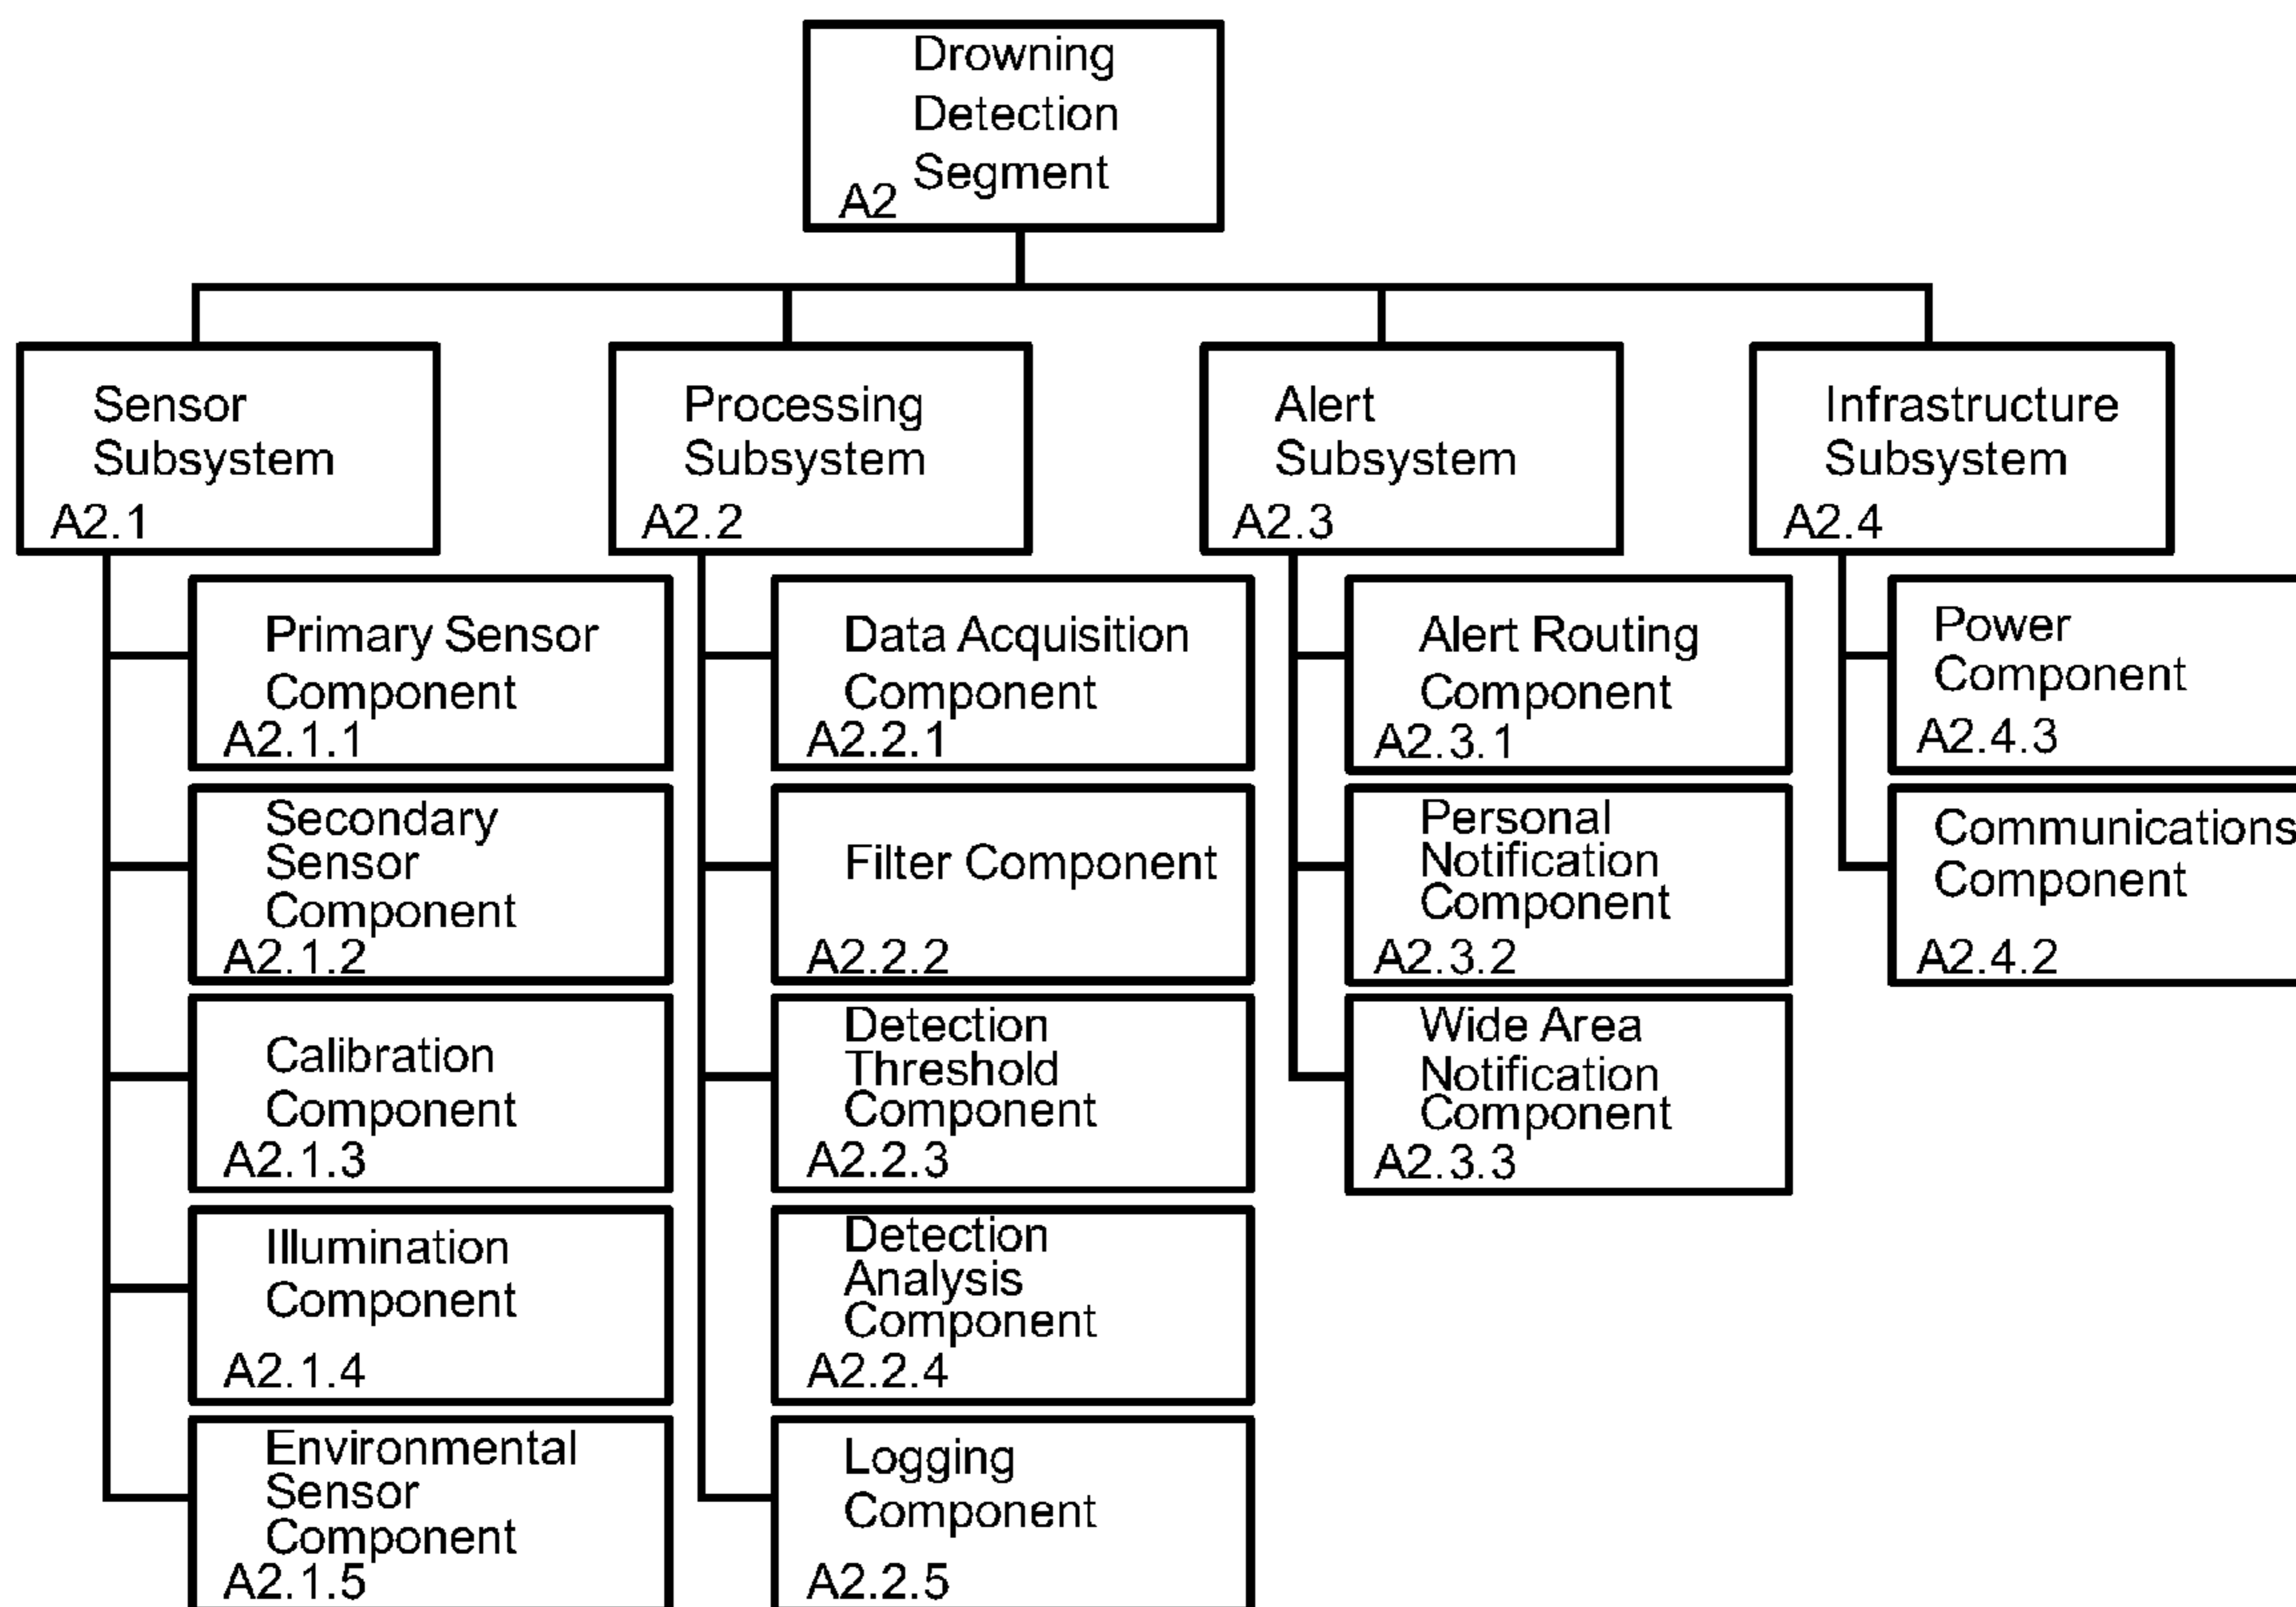 Drowning
Detection
Segment
A2
Sensor
Subsystem
A2.1
Processing
Subsystem
A2.2
Alert
Subsystem
A2.3
Infrastructure
Subsystem
A2.4
Primary Sensor
Component
A2.1.1
Secondary
Sensor
Component
A2.1.2
Calibration
Component
A2.1.3
Illumination
Component
A2.1.4
Environmental
Sensor
Component
A2.1.5
Data Acquisition
Component
A2.2.1
Filter Component
A2.2.2
Detection
Threshold
Component
A2.2.3
Detection
Analysis
Component
A2.2.4
Logging
Component
A2.2.5
Alert Routing
Component
A2.3.1
Personal
Notification
Component
A2.3.2
Wide Area
Notification
Component
A2.3.3
Power
Component
A2.4.3
Communications
Component
A2.4.2